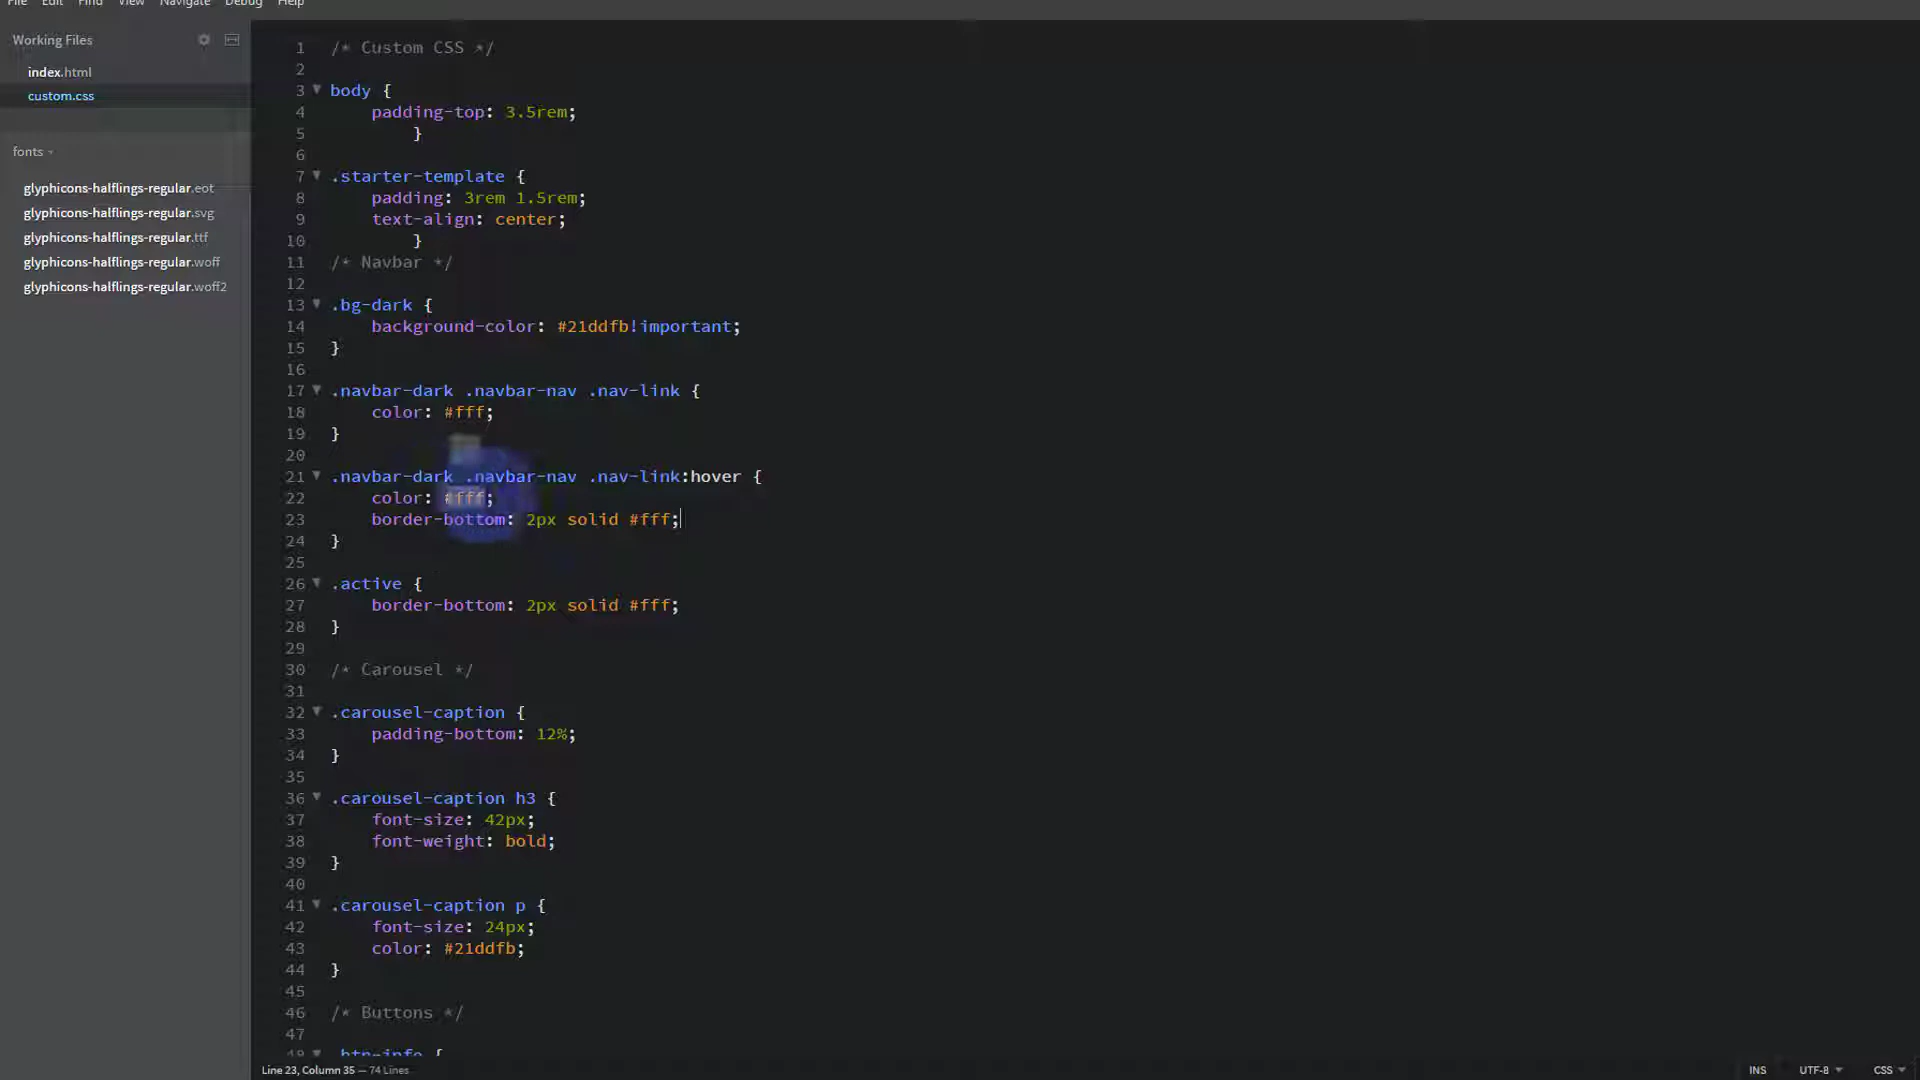 File Edit Find View Navigate Debug Help
Working Files
index.html
custom.css
fonts
glyphicons-halflings-regular.eot
glyphicons-halflings-regular.svg
glyphicons-halflings-regular.ttf
glyphicons-halflings-regular.woff
glyphicons-halflings-regular.woff2
1 /* Custom CSS */
2
3 body {
4 padding-top: 3.5rem;
5 }
6
7 .starter-template {
8 padding: 3rem 1.5rem;
9 text-align: center;
10 }
11 /* Navbar */
12
13 .bg-dark {
14 background-color: #21ddfb!important;
15 }
16
17 .navbar-dark .navbar-nav .nav-link {
18 color: #fff;
19 }
20
21 .navbar-dark .navbar-nav .nav-link:hover {
22 color: #fff;
23 border-bottom: 2px solid #fff;
24 }
25
26 .active {
27 border-bottom: 2px solid #fff;
28 }
29
30 /* Carousel */
31
32 .carousel-caption {
33 padding-bottom: 12%;
34 }
35
36 .carousel-caption h3 {
37 font-size: 42px;
38 font-weight: bold;
39 }
40
41 .carousel-caption p {
42 font-size: 24px;
43 color: #21ddfb;
44 }
45
46 /* Buttons */
47
48 .btn-info {
Line 23, Column 35 — 74 Lines
INS UTF-8 CSS